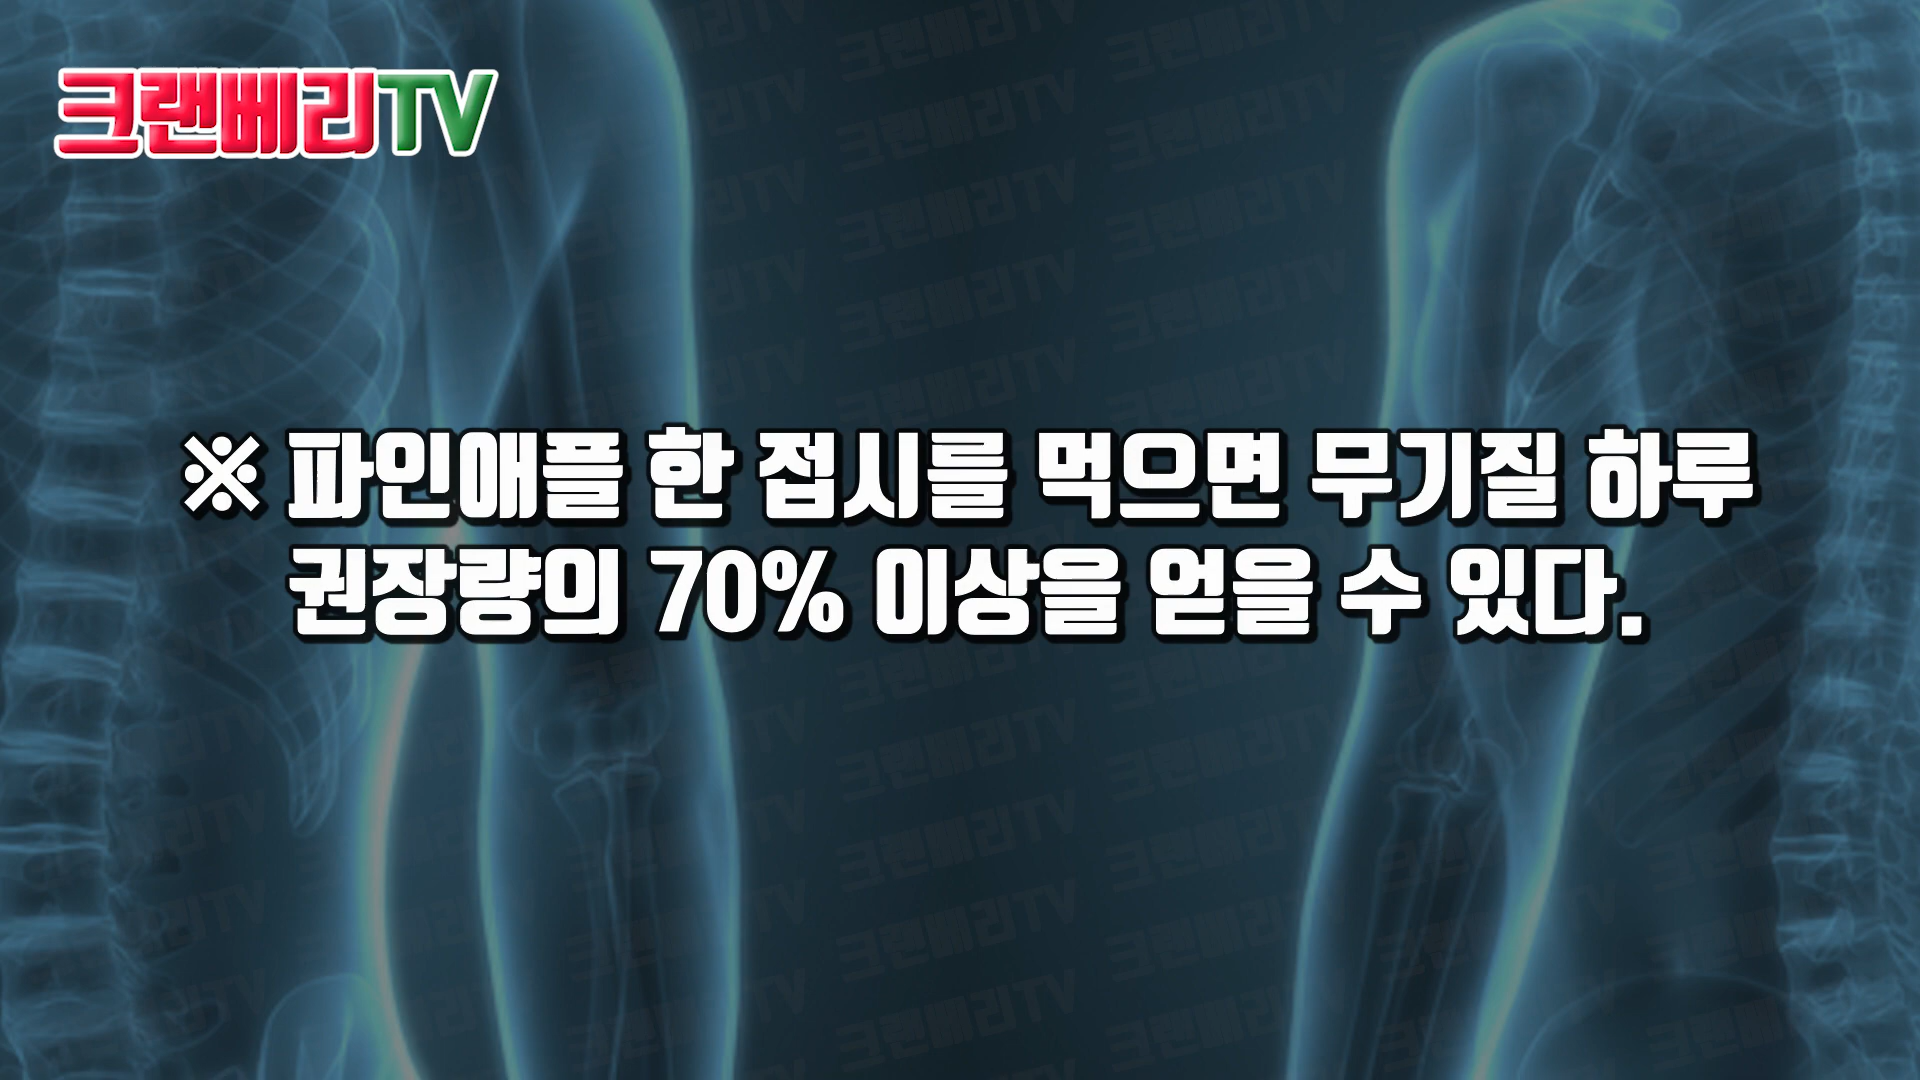 크랜베리TV
※ 파인애플 한 접시를 먹으면 무기질 하루
권장량의 70% 이상을 얻을 수 있다.